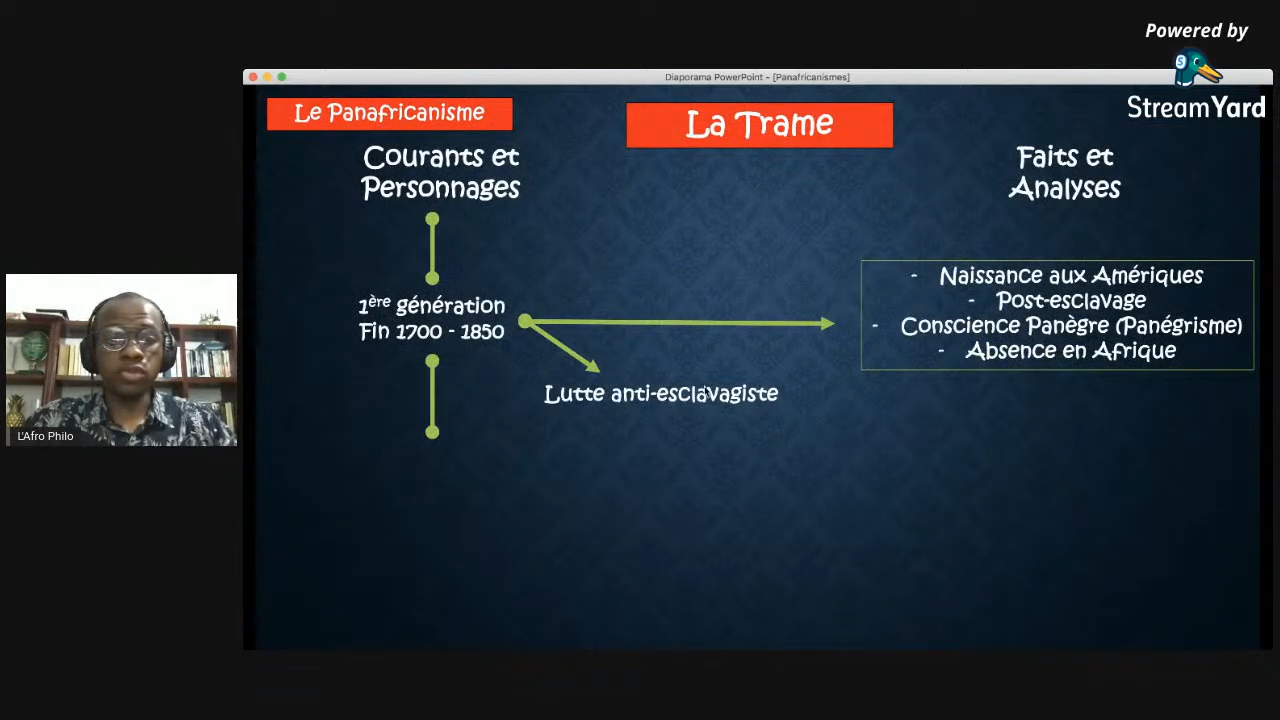 Powered by
StreamYard
Diaporama PowerPoint - [Panafricanismes]
Le Panafricanisme
La Trame
Courants et
Personnages
Faits et
Analyses
1ère génération
Fin 1700 - 1850
Lutte anti-esclavagiste
- Naissance aux Amériques
- Post-esclavage
- Conscience Panègre (Panégrisme)
- Absence en Afrique
L'Afro Philo